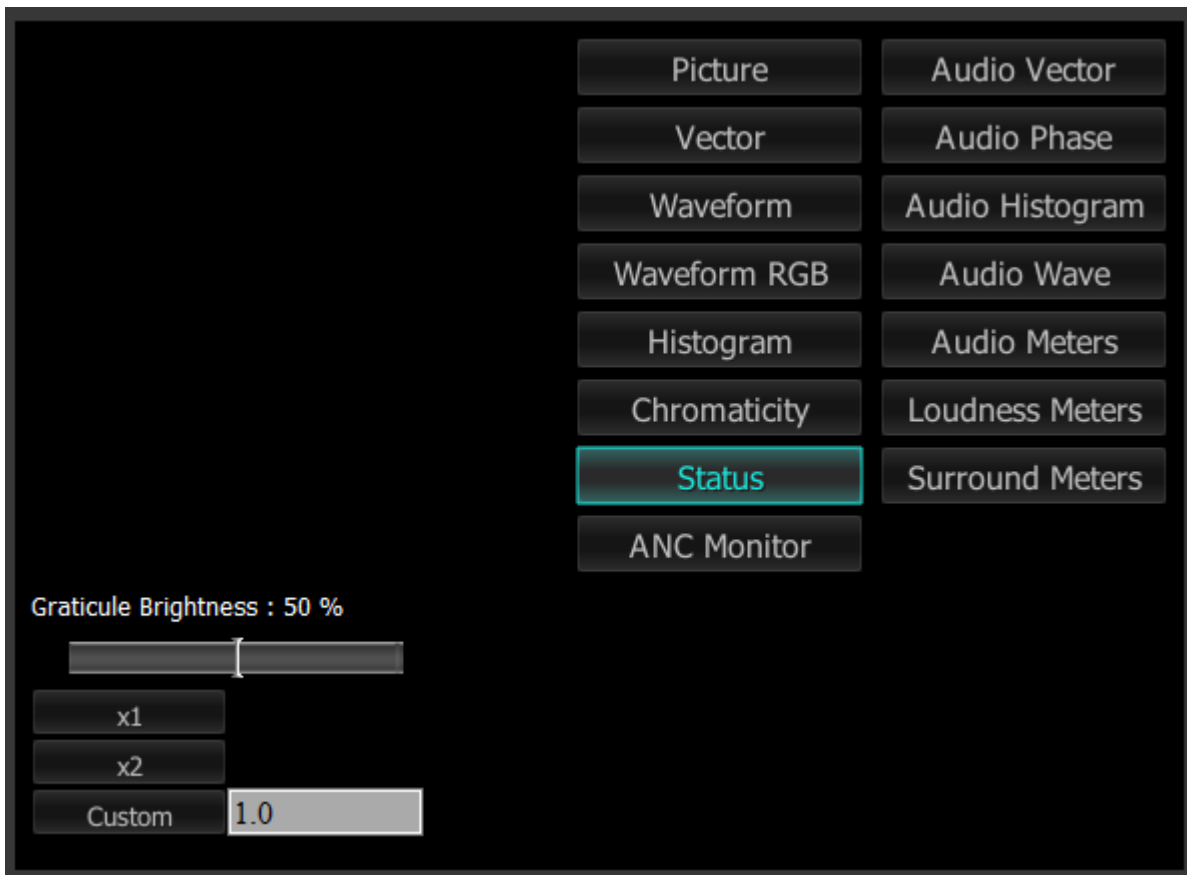 Picture
Audio Vector
Vector
Audio Phase
Waveform
Audio Histogram
Waveform RGB
Audio Wave
Histogram
Audio Meters
Chromaticity
Loudness Meters
Status
Surround Meters
ANC Monitor
Graticule Brightness : 50 %
x1
x2
Custom
1.0